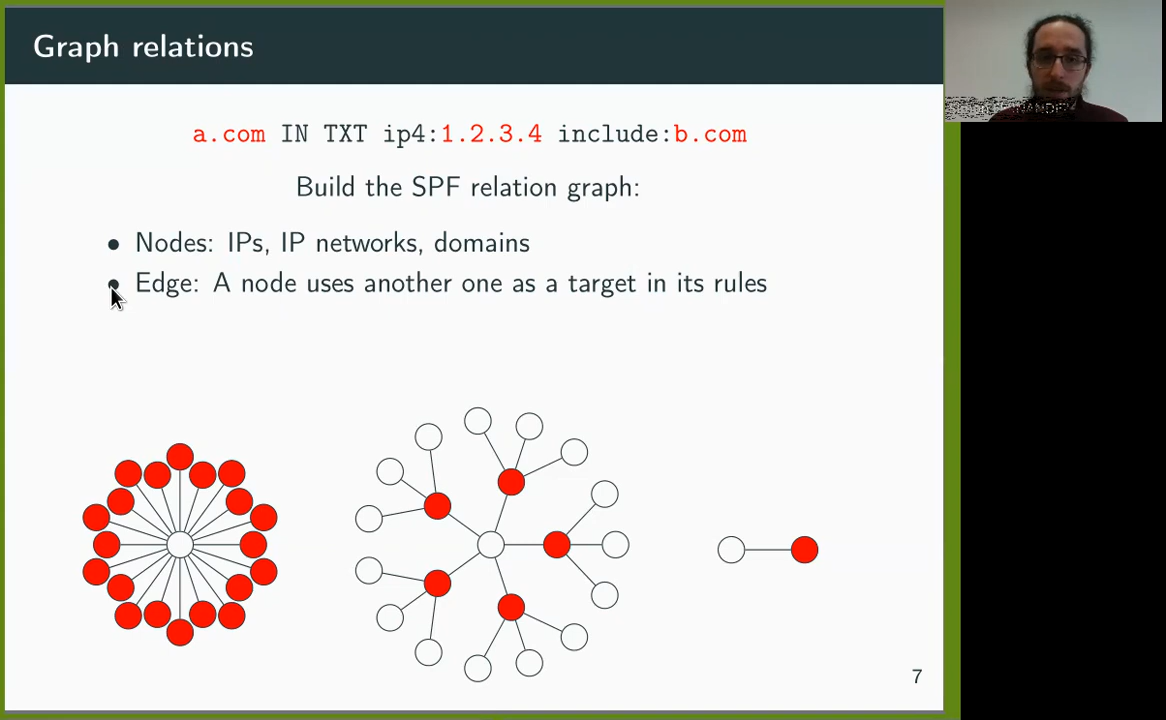 Graph relations
a.com IN TXT ip4:1.2.3.4 include:b.com
Build the SPF relation graph:
• Nodes: IPs, IP networks, domains
• Edge: A node uses another one as a target in its rules
7